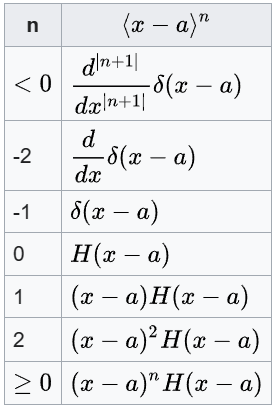 n ⟨x − a⟩ⁿ
< 0 d^{|n+1|}/dx^{|n+1|} δ(x − a)
-2 d/dx δ(x − a)
-1 δ(x − a)
0 H(x − a)
1 (x − a)H(x − a)
2 (x − a)² H(x − a)
≥ 0 (x − a)ⁿ H(x − a)